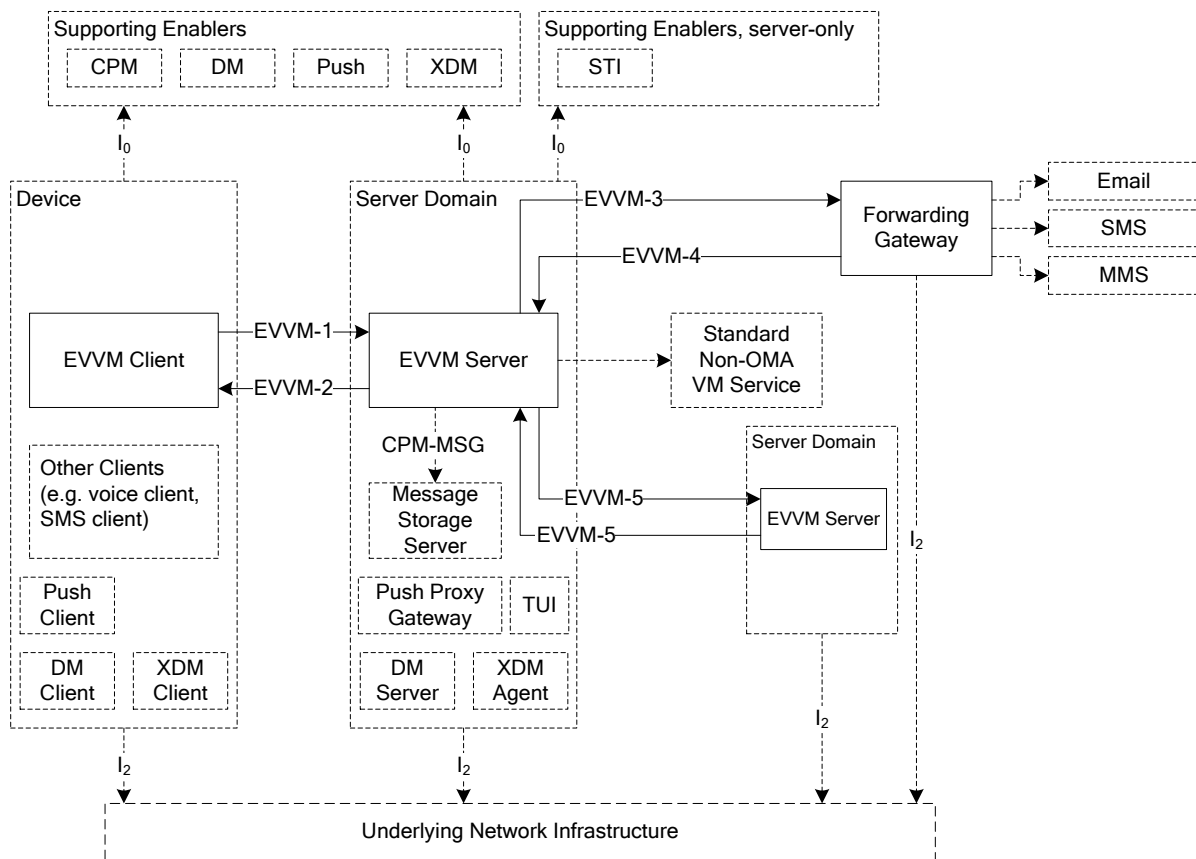 Supporting Enablers
CPM
DM
Push
XDM
Supporting Enablers, server-only
STI
I0
I0
I0
Device
Server Domain
EVVM-3
Forwarding
Gateway
Email
SMS
MMS
EVVM-4
EVVM Client
EVVM-1
EVVM-2
EVVM Server
Standard
Non-OMA
VM Service
CPM-MSG
Other Clients
(e.g. voice client,
SMS client)
Message
Storage
Server
EVVM-5
EVVM-5
Server Domain
EVVM Server
I2
Push
Client
Push Proxy
Gateway
TUI
DM
Client
XDM
Client
DM
Server
XDM
Agent
I2
I2
I2
Underlying Network Infrastructure